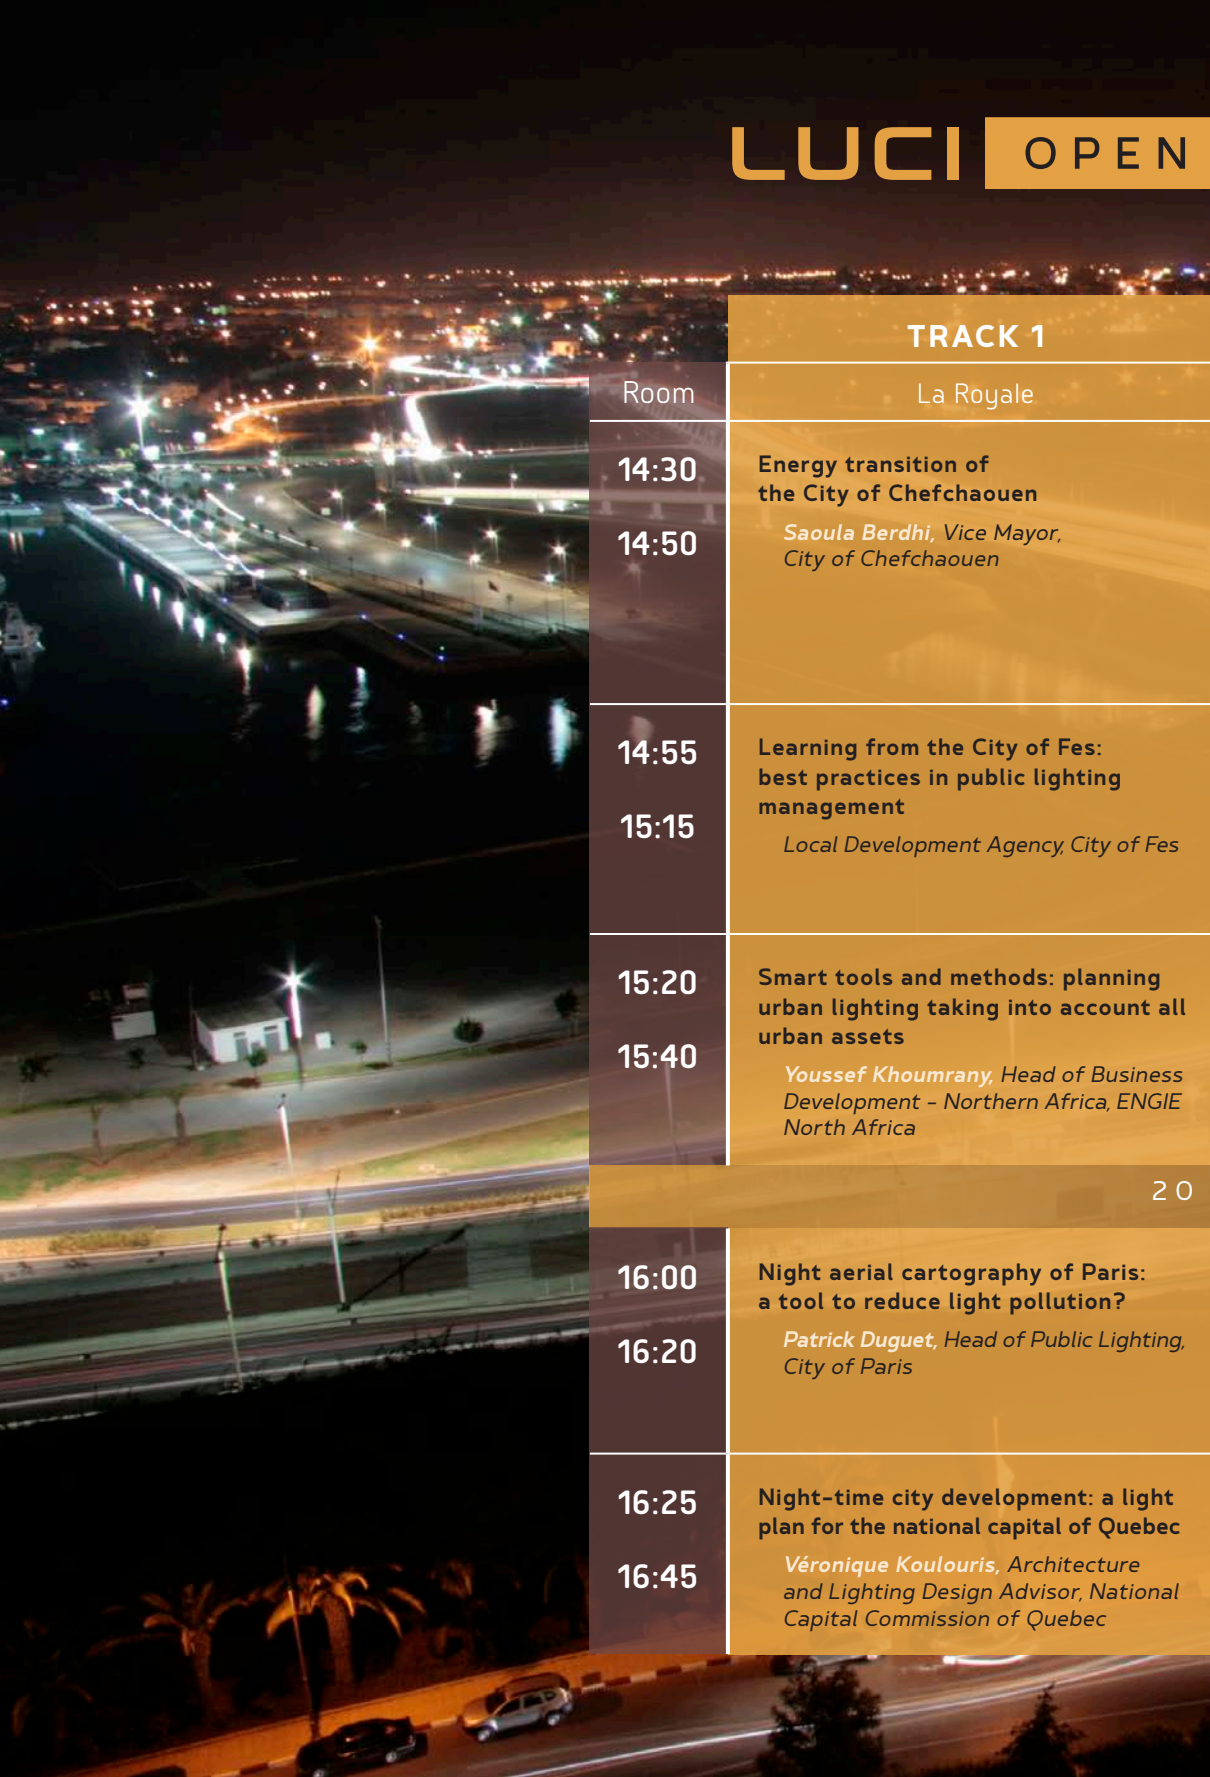 LUCI OPEN
TRACK 1
Room
La Royale
14:30
14:50
Energy transition of
the City of Chefchaouen
Saoula Berdhi, Vice Mayor,
City of Chefchaouen
14:55
15:15
Learning from the City of Fes:
best practices in public lighting
management
Local Development Agency, City of Fes
15:20
15:40
Smart tools and methods: planning
urban lighting taking into account all
urban assets
Youssef Khoumrany, Head of Business
Development - Northern Africa, ENGIE
North Africa
20
16:00
16:20
Night aerial cartography of Paris:
a tool to reduce light pollution?
Patrick Duguet, Head of Public Lighting,
City of Paris
16:25
16:45
Night-time city development: a light
plan for the national capital of Quebec
Véronique Koulouris, Architecture
and Lighting Design Advisor, National
Capital Commission of Quebec